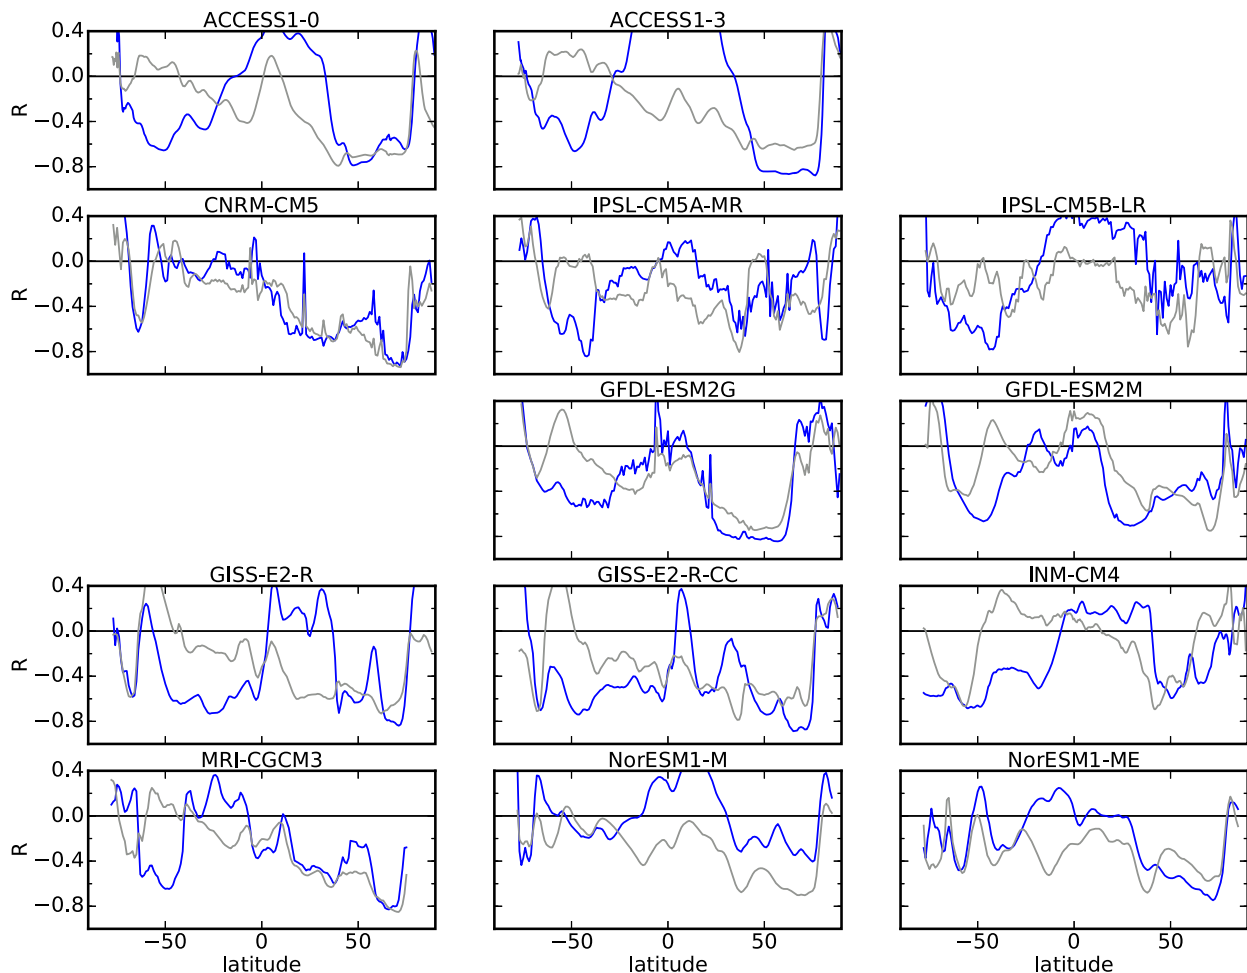 ACCESS1-0 ACCESS1-3
0.4
0.0
−0.4
−0.8
R
CNRM-CM5 IPSL-CM5A-MR IPSL-CM5B-LR
0.4
0.0
−0.4
−0.8
R
GFDL-ESM2G GFDL-ESM2M
GISS-E2-R GISS-E2-R-CC INM-CM4
0.4
0.0
−0.4
−0.8
R
MRI-CGCM3 NorESM1-M NorESM1-ME
0.4
0.0
−0.4
−0.8
R
−50 0 50 −50 0 50 −50 0 50
latitude latitude latitude